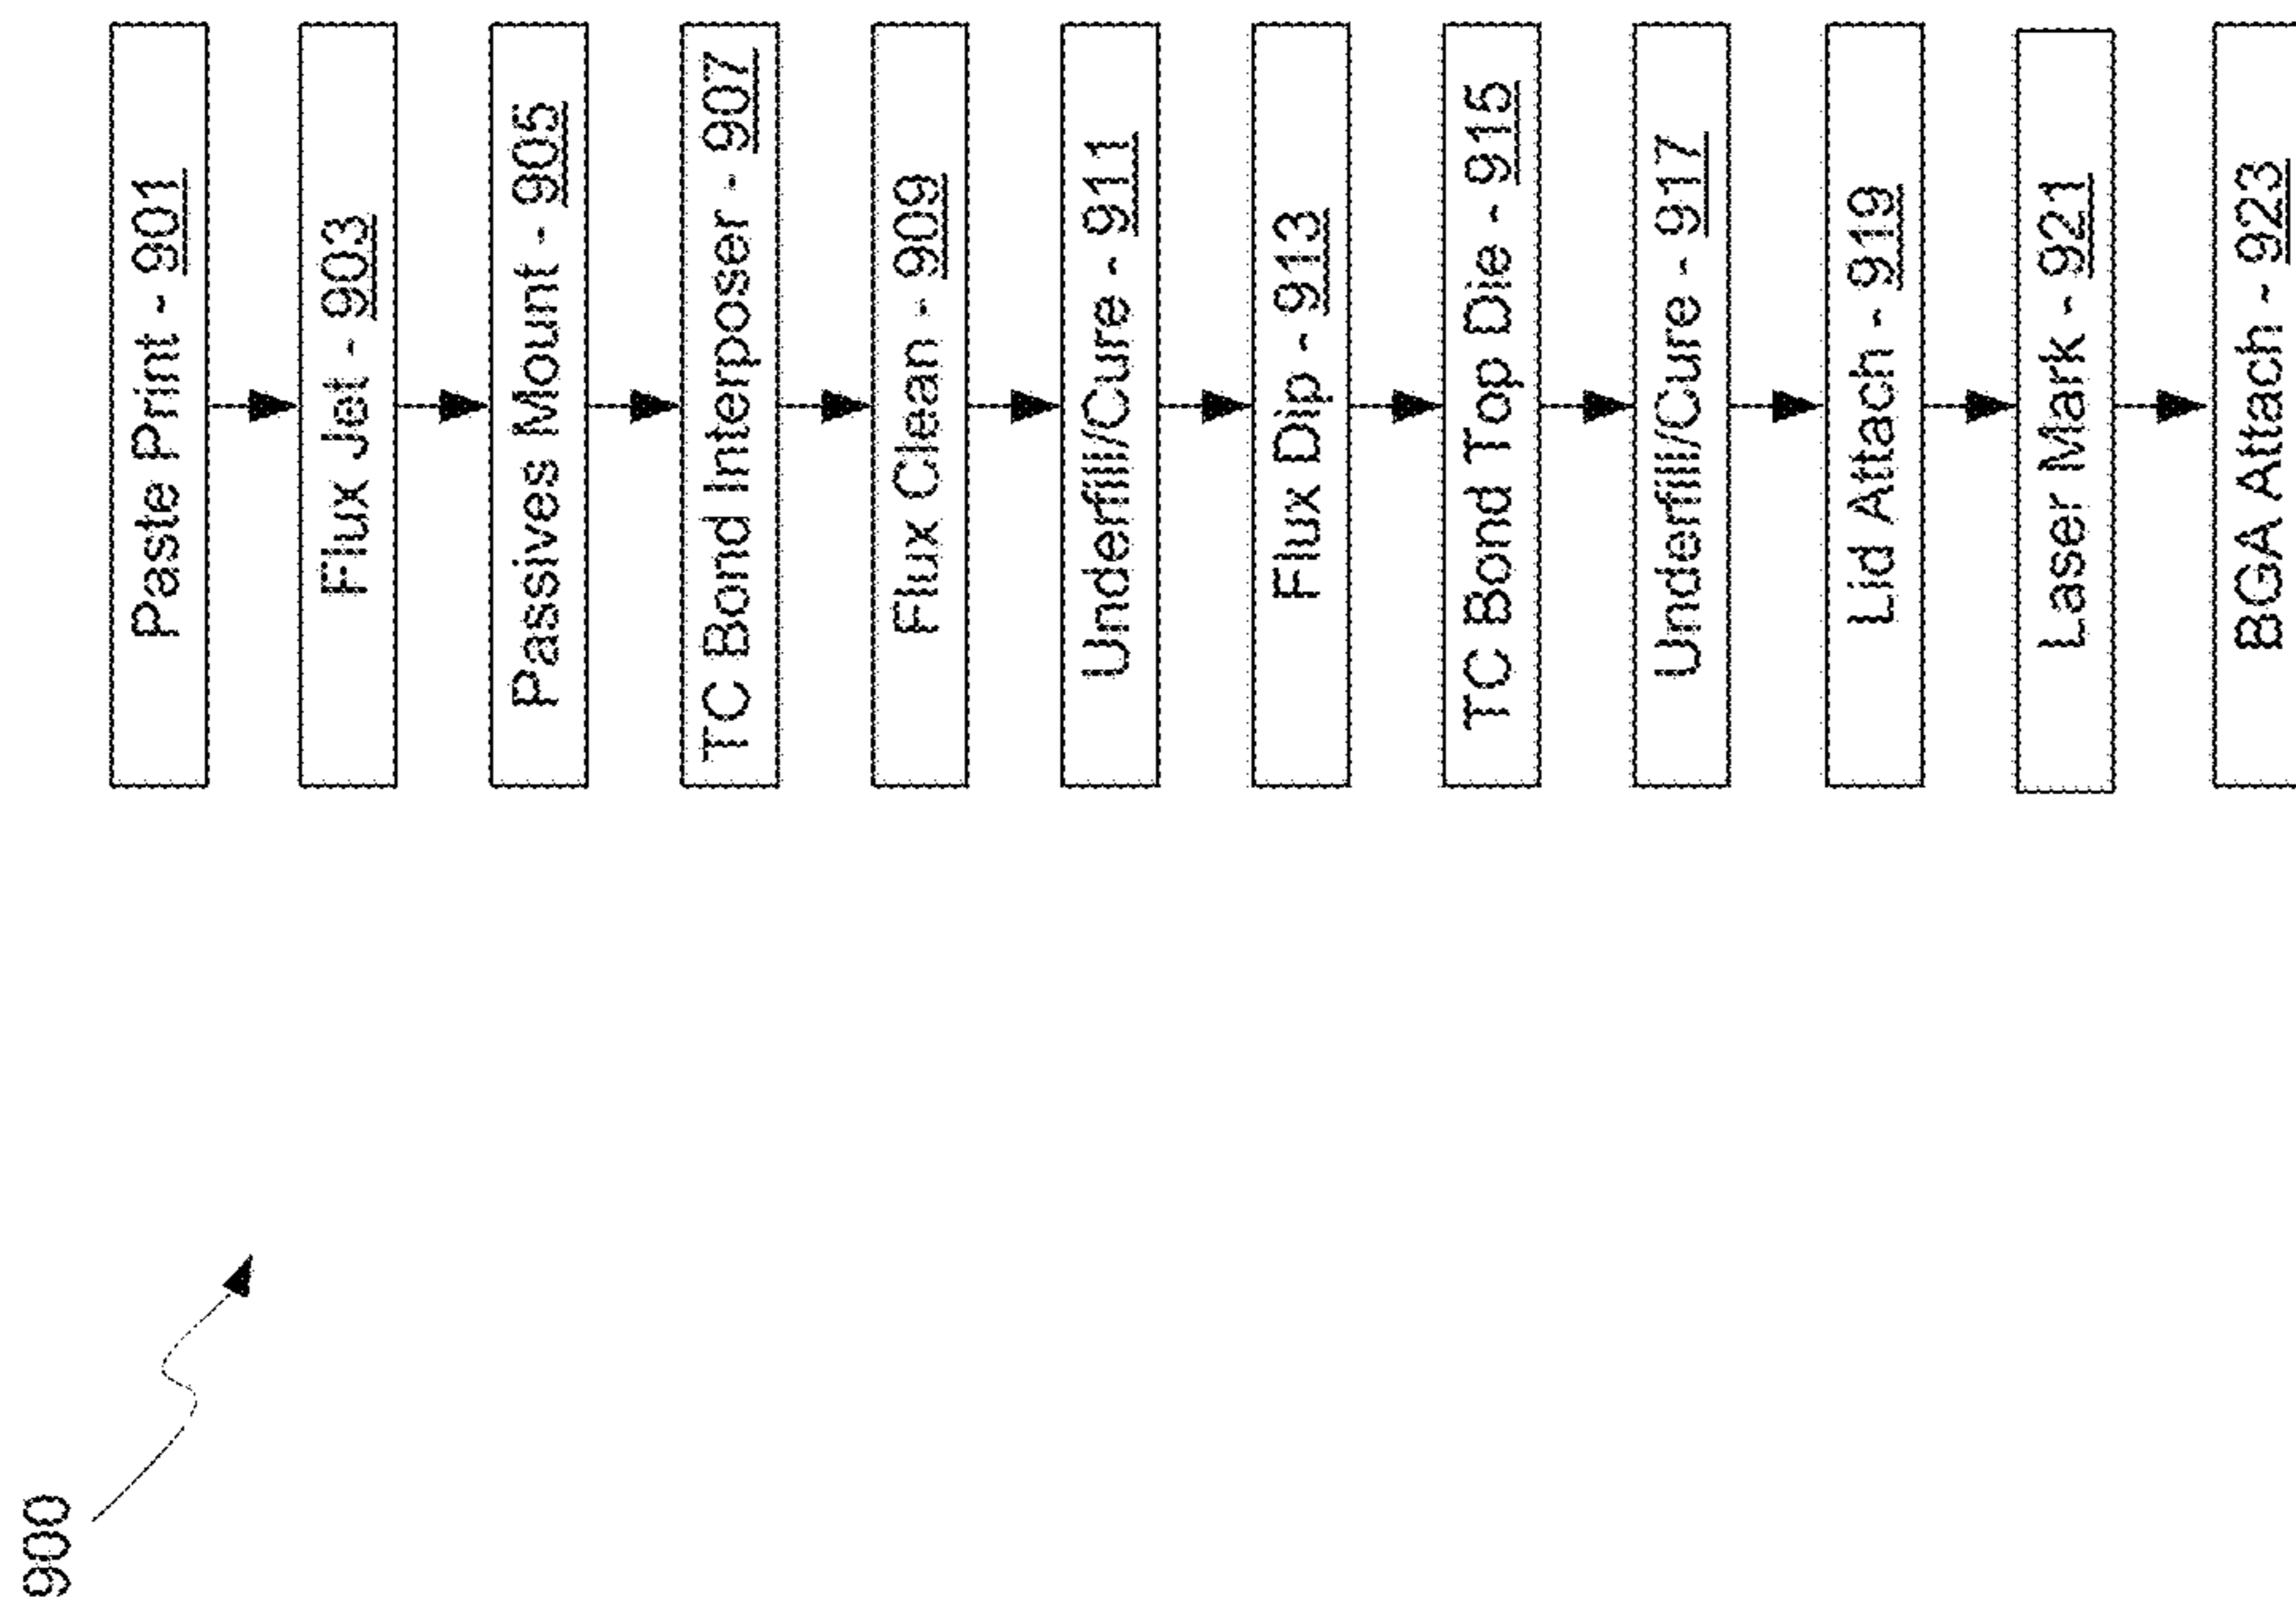 900
Paste Print - 901
Flux Jet - 903
Passives Mount - 905
TC Bond Interposer - 907
Flux Clean - 909
Underfill/Cure - 911
Flux Dip - 913
TC Bond Top Die - 915
Underfill/Cure - 917
Lid Attach - 919
Laser Mark - 921
BGA Attach - 923